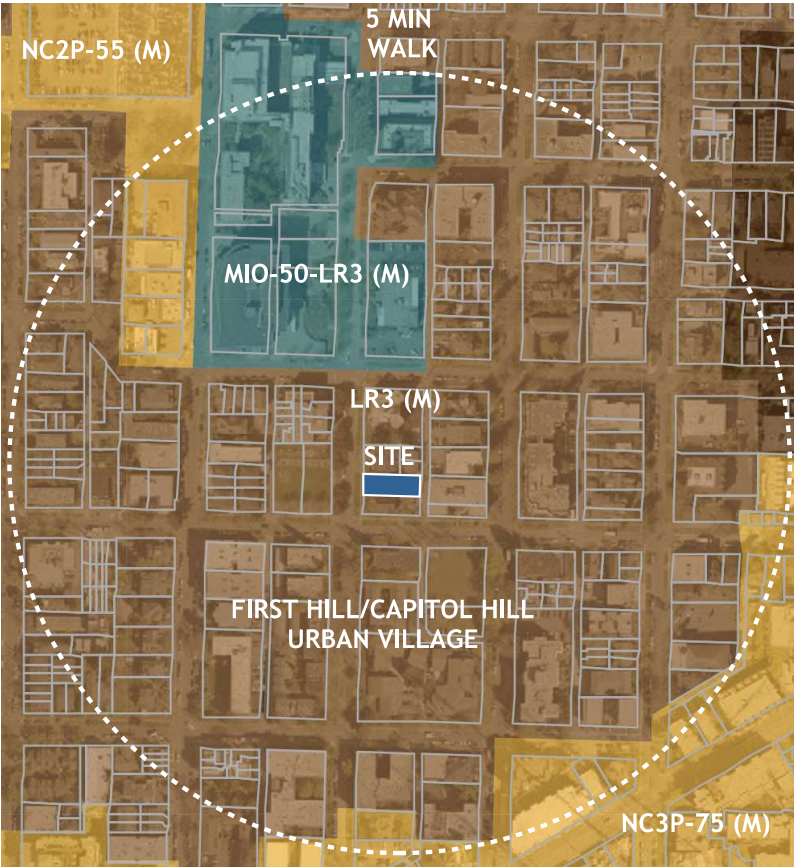 5 MIN
WALK
NC2P-55 (M)
MIO-50-LR3 (M)
LR3 (M)
SITE
FIRST HILL/CAPITOL HILL
URBAN VILLAGE
NC3P-75 (M)